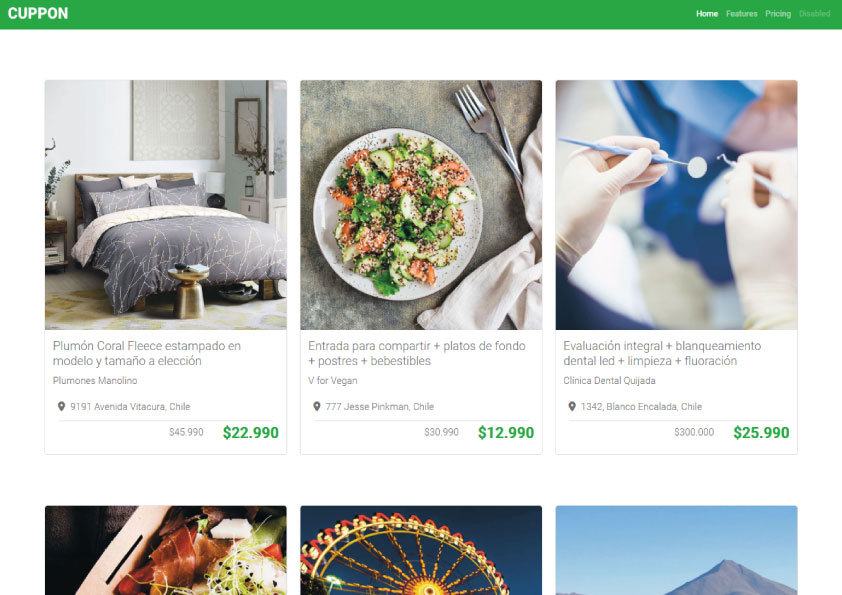 CUPPON
Home Features Pricing Disabled
Plumón Coral Fleece estampado en
modelo y tamaño a elección
Plumones Manolino
9191 Avenida Vitacura, Chile
$45.990 $22.990
Entrada para compartir + platos de fondo
+ postres + bebestibles
V for Vegan
777 Jesse Pinkman, Chile
$30.990 $12.990
Evaluación integral + blanqueamiento
dental led + limpieza + fluoración
Clínica Dental Quijada
1342, Blanco Encalada, Chile
$300.000 $25.990